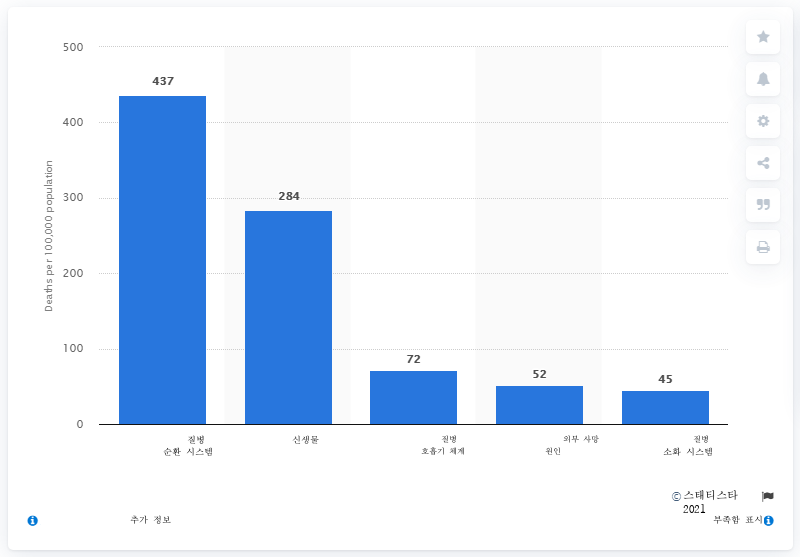 500
400
300
200
100
0
Deaths per 100,000 population
437
284
72
52
45
질병
순환 시스템
신생물
질병
호흡기 체계
외부 사망
원인
질병
소화 시스템
© 스태티스타
2021
추가 정보
부족함 표시